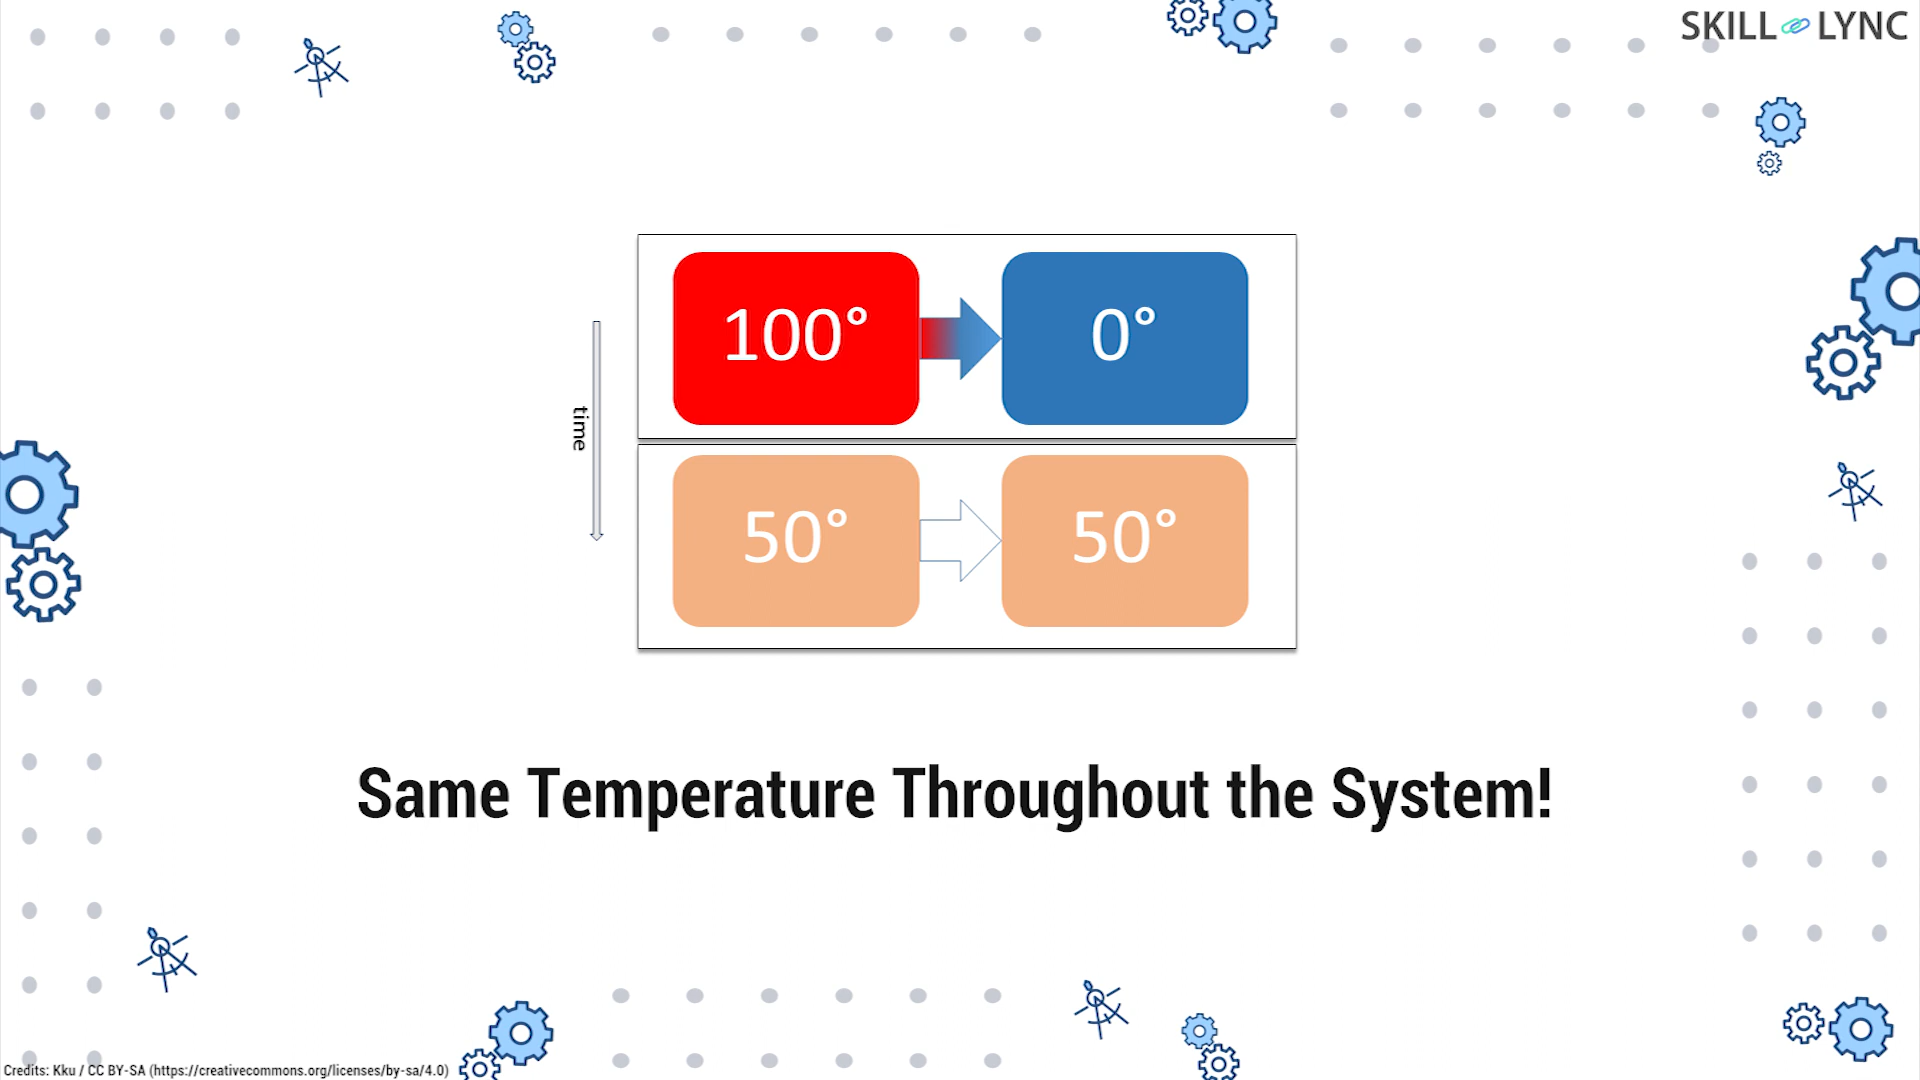 SKILL LYNC
100° 0°
time
50° 50°
Same Temperature Throughout the System!
Credits: Kku / CC BY-SA (https://creativecommons.org/licenses/by-sa/4.0)